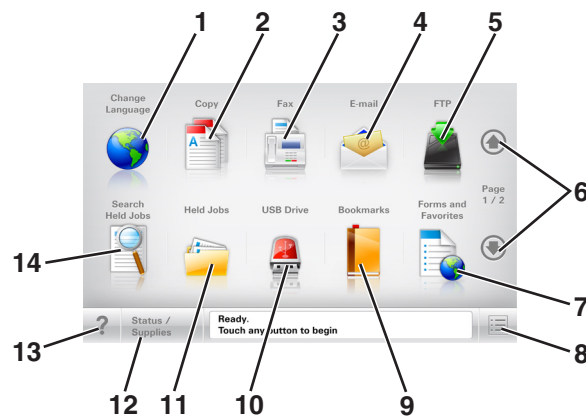 1 2 3 4 5
Change
Language
Copy
Fax
E-mail
FTP
A
@
6
Page
1 / 2
Search
Held Jobs
Held Jobs
USB Drive
Bookmarks
Forms and
Favorites
14
7
?
Status /
Supplies
Ready.
Touch any button to begin
8
13
12 11 10 9